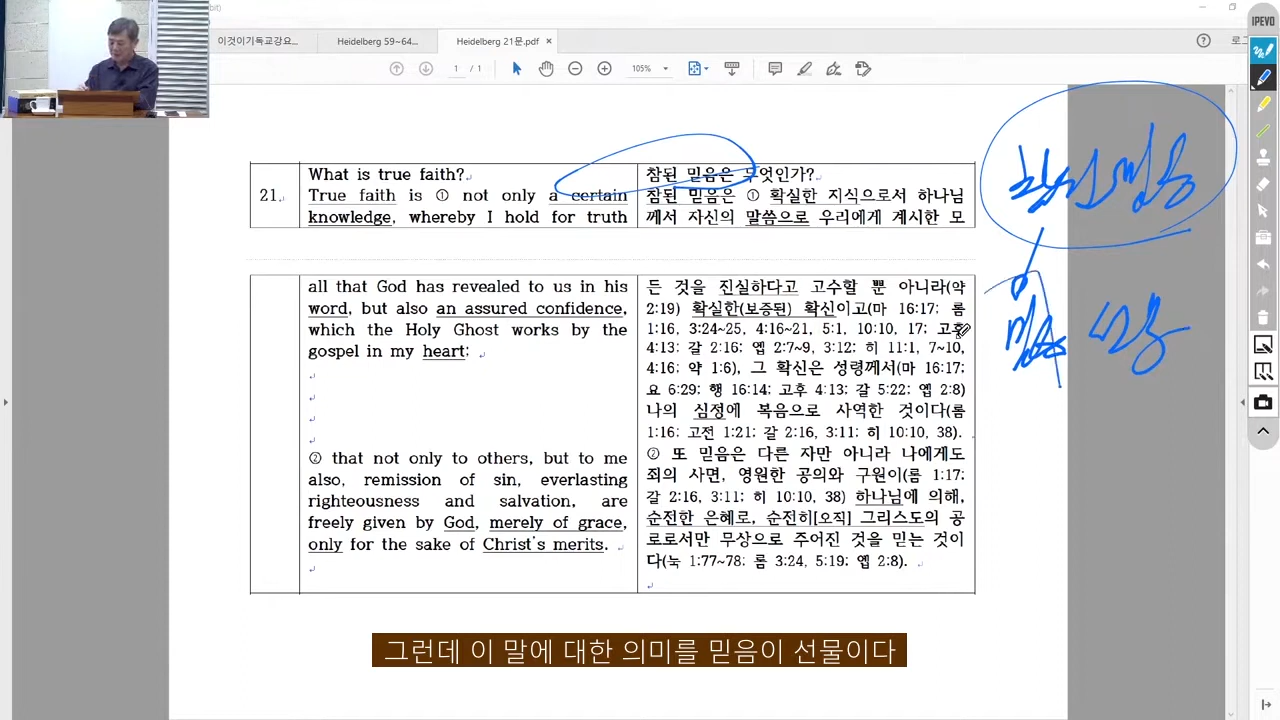 bit)
IPEVO
이것이기독교강요...
Heidelberg 59~64...
Heidelberg 21문.pdf ×
로그
1 / 1
105%
What is true faith?
참된 믿음은 무엇인가?
21.
True faith is ① not only a certain
knowledge, whereby I hold for truth
참된 믿음은 ① 확실한 지식으로서 하나님
께서 자신의 말씀으로 우리에게 계시한 모
all that God has revealed to us in his
word, but also an assured confidence,
which the Holy Ghost works by the
gospel in my heart:
② that not only to others, but to me
also, remission of sin, everlasting
righteousness and salvation, are
freely given by God, merely of grace,
only for the sake of Christ's merits.
든 것을 진실하다고 고수할 뿐 아니라(약
2:19) 확실한(보증된) 확신이고(마 16:17; 롬
1:16, 3:24~25, 4:16~21, 5:1, 10:10, 17; 고후
4:13; 갈 2:16; 엡 2:7~9, 3:12; 히 11:1, 7~10,
4:16; 약 1:6), 그 확신은 성령께서(마 16:17;
요 6:29; 행 16:14; 고후 4:13; 갈 5:22; 엡 2:8)
나의 심정에 복음으로 사역한 것이다(롬
1:16; 고전 1:21; 갈 2:16, 3:11; 히 10:10, 38).
② 또 믿음은 다른 자만 아니라 나에게도
죄의 사면, 영원한 공의와 구원이(롬 1:17;
갈 2:16, 3:11; 히 10:10, 38) 하나님에 의해,
순전한 은혜로, 순전히[오직] 그리스도의 공
로로서만 무상으로 주어진 것을 믿는 것이
다(눅 1:77~78; 롬 3:24, 5:19; 엡 2:8).
그런데 이 말에 대한 의미를 믿음이 선물이다